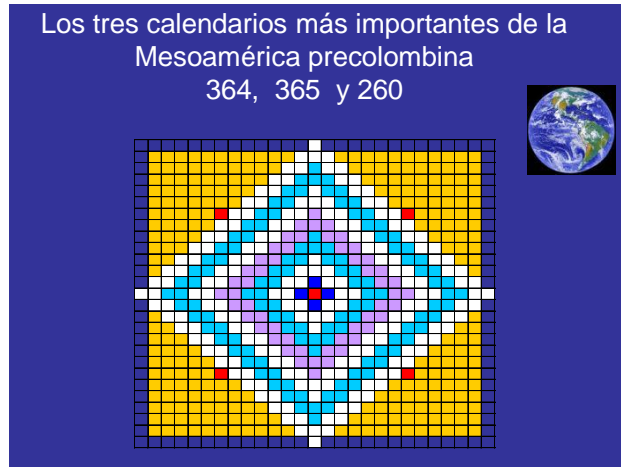 Los tres calendarios más importantes de la
Mesoamérica precolombina
364, 365 y 260